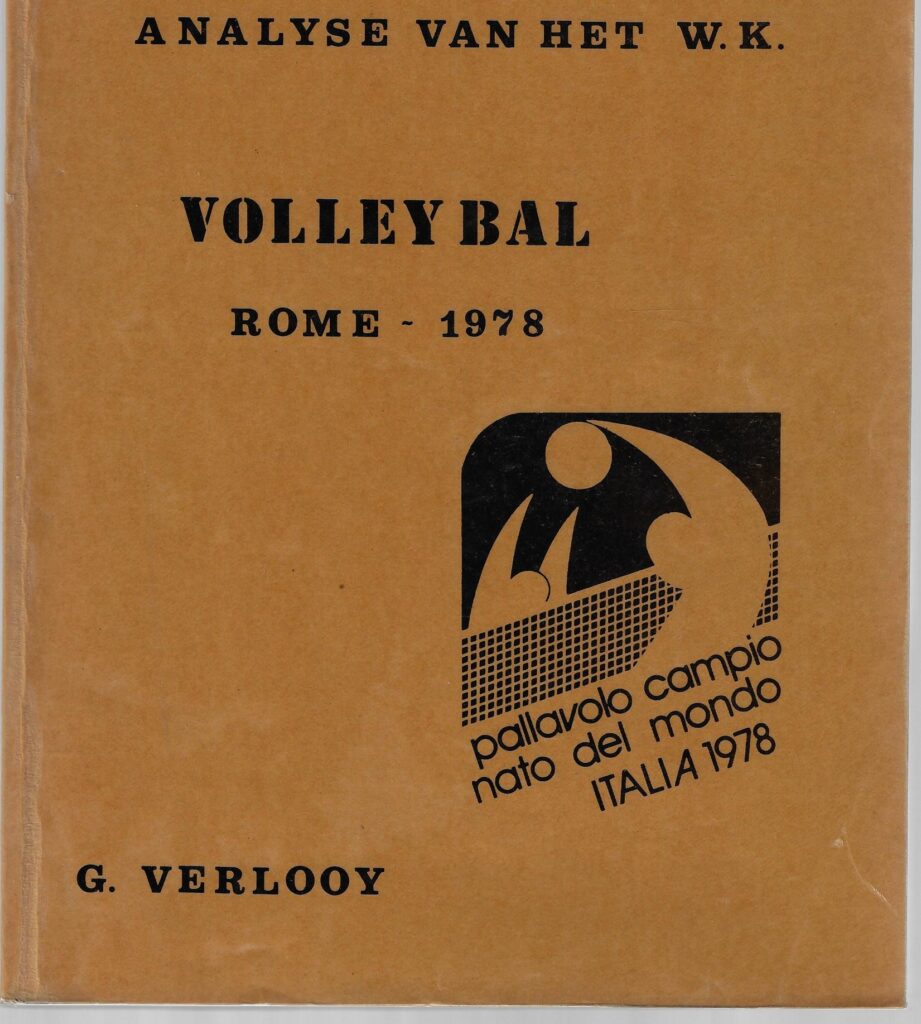 ANALYSE VAN HET W.K.
VOLLEYBAL
ROME - 1978
pallavolo campio
nato del mondo
ITALIA 1978
G. VERLOOY